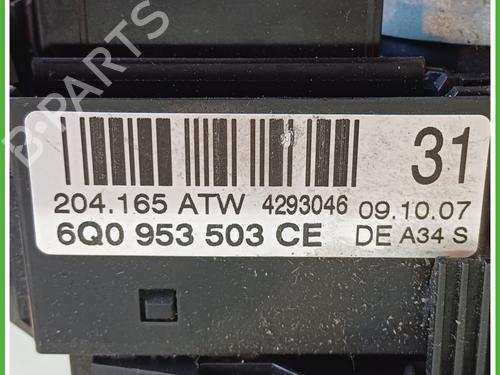 B-PARTS
31
204.165 ATW 4293046 09.10.07
6Q0 953 503 CE DE A34 S